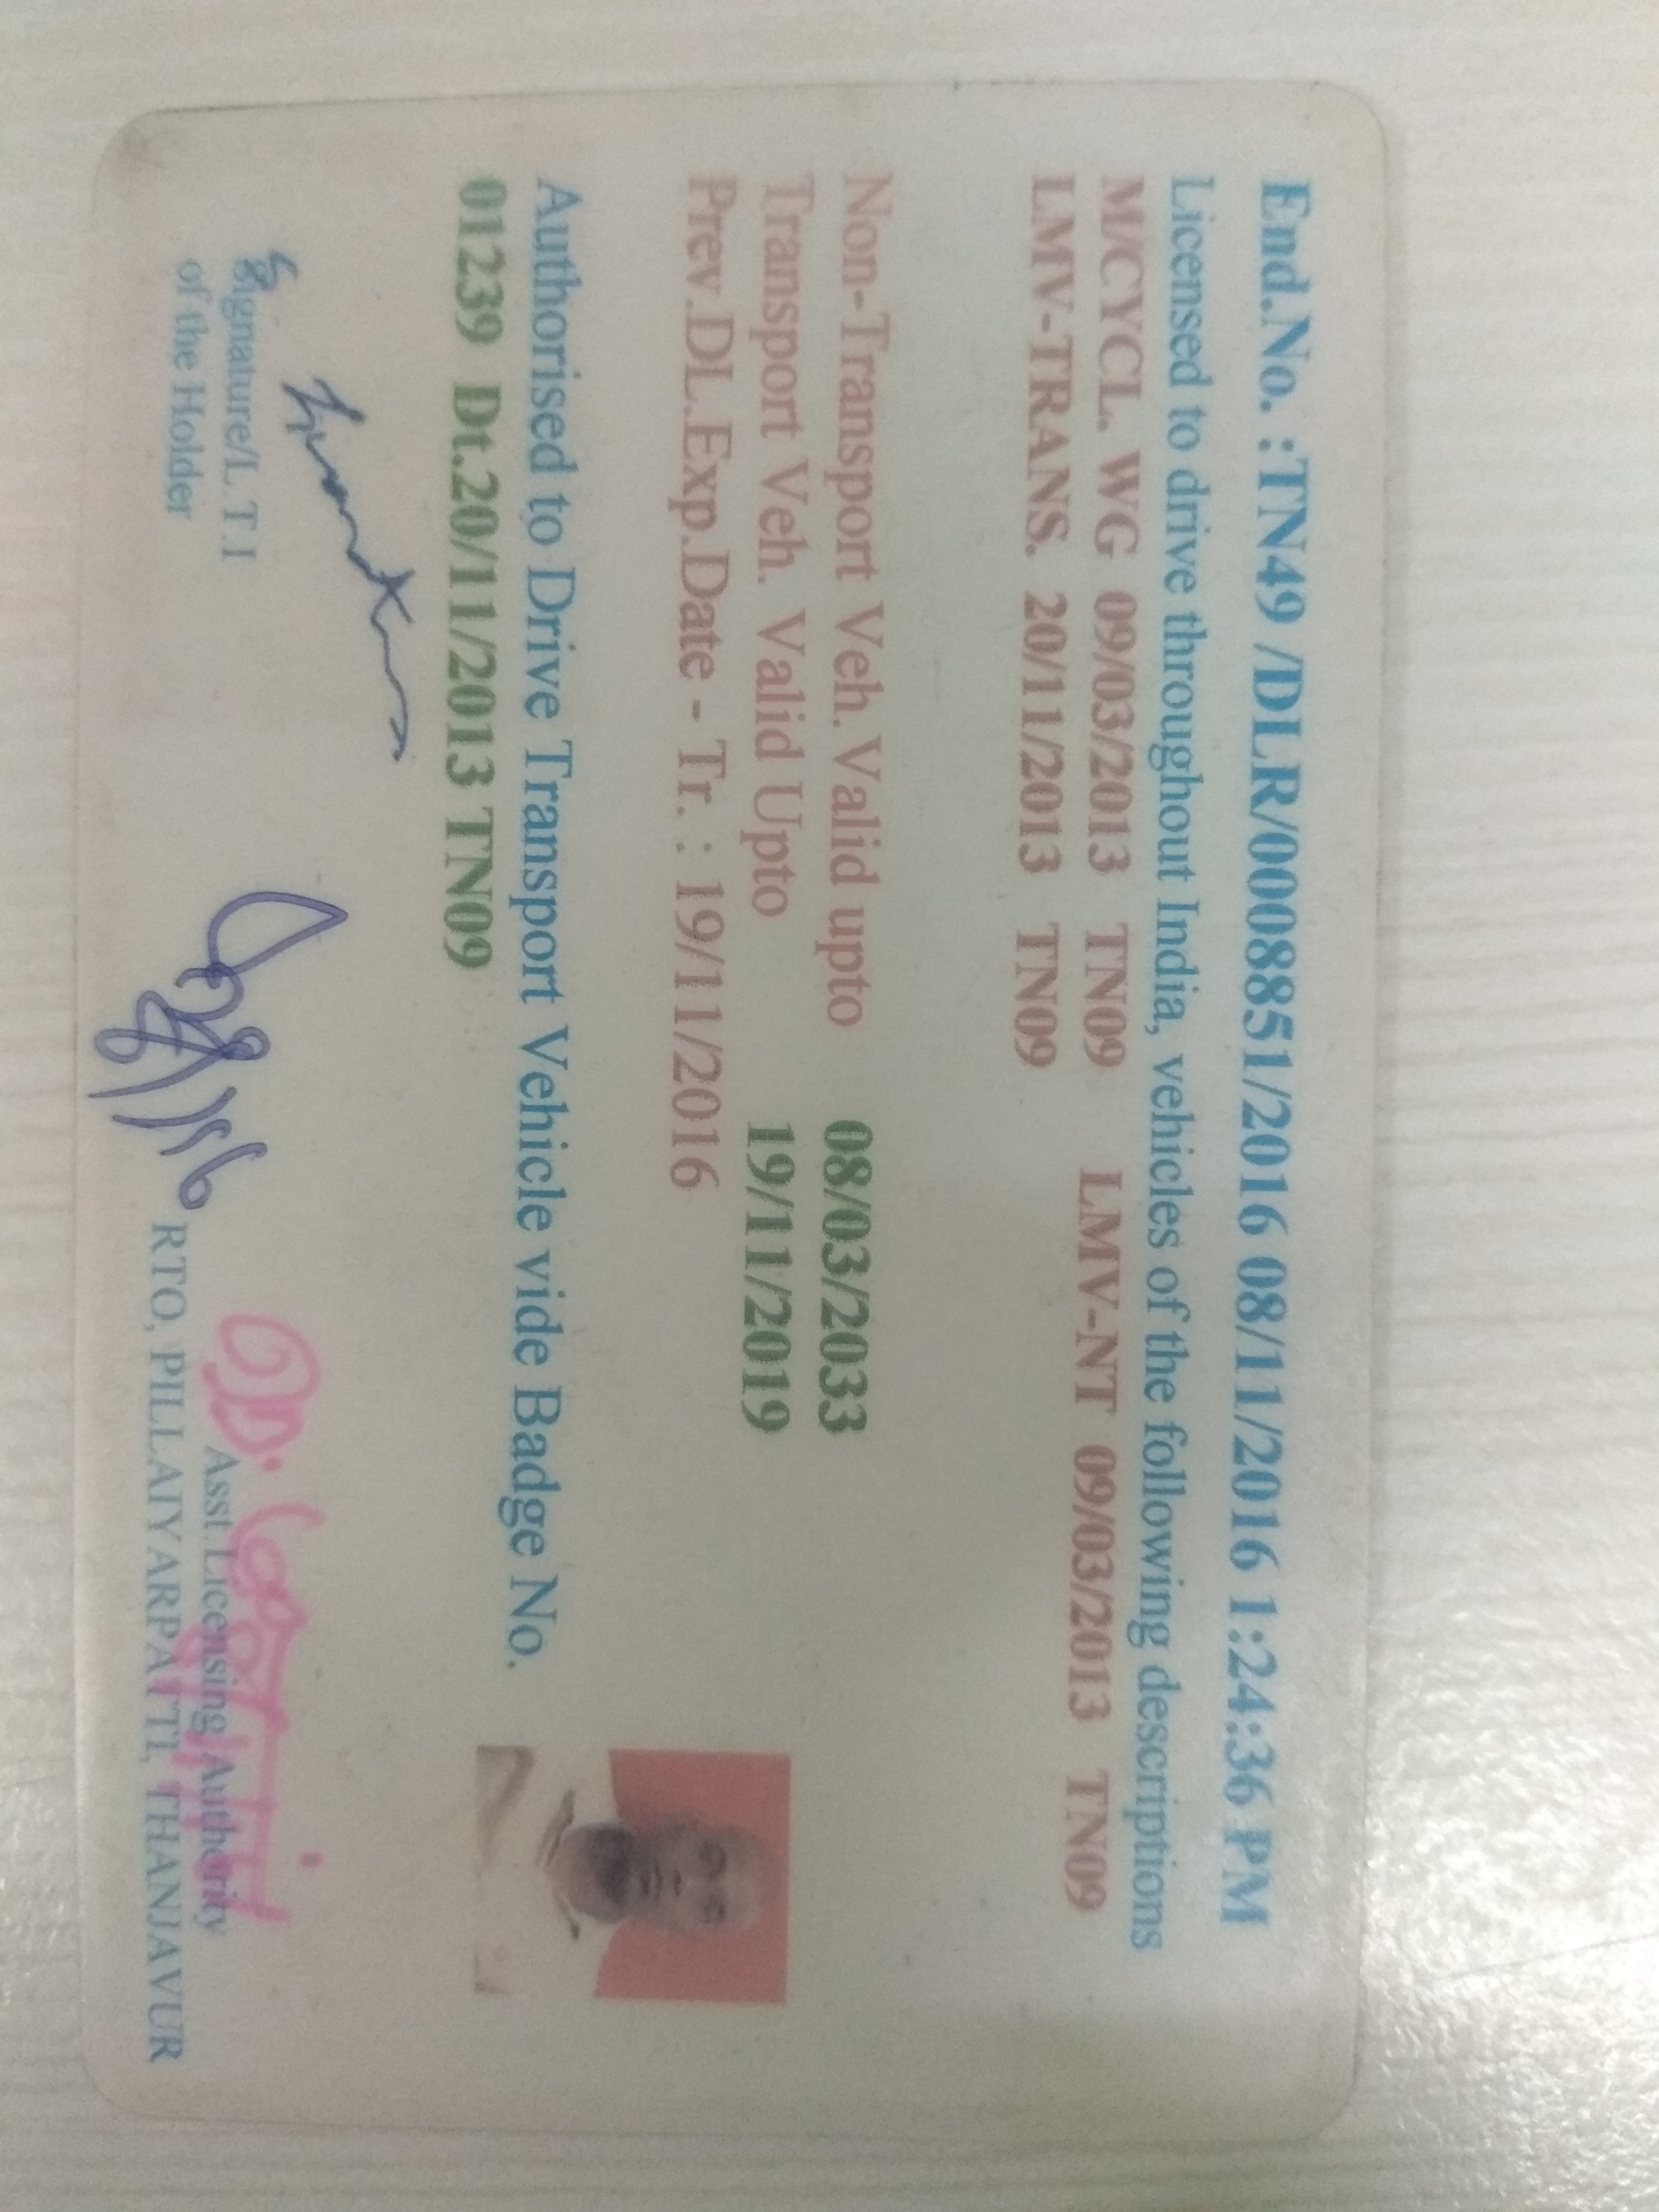 End.No. :TN49 /DLR/0008851/2016 08/11/2016 1:24:36 PM
Licensed to drive throughout India, vehicles of the following descriptions
M/CYCL. WG 09/03/2013 TN09 LMV-NT 09/03/2013 TN09
LMV-TRANS. 20/11/2013 TN09
Non-Transport Veh. Valid upto 08/03/2033
Transport Veh. Valid Upto 19/11/2019
Prev.DL.Exp.Date - Tr. : 19/11/2016
Authorised to Drive Transport Vehicle vide Badge No.
01239 Dt.20/11/2013 TN09
Signature/L.T.I
of the Holder
Asst.Licensing Authority
RTO, PILLAIYARPATTI, THANJAVUR